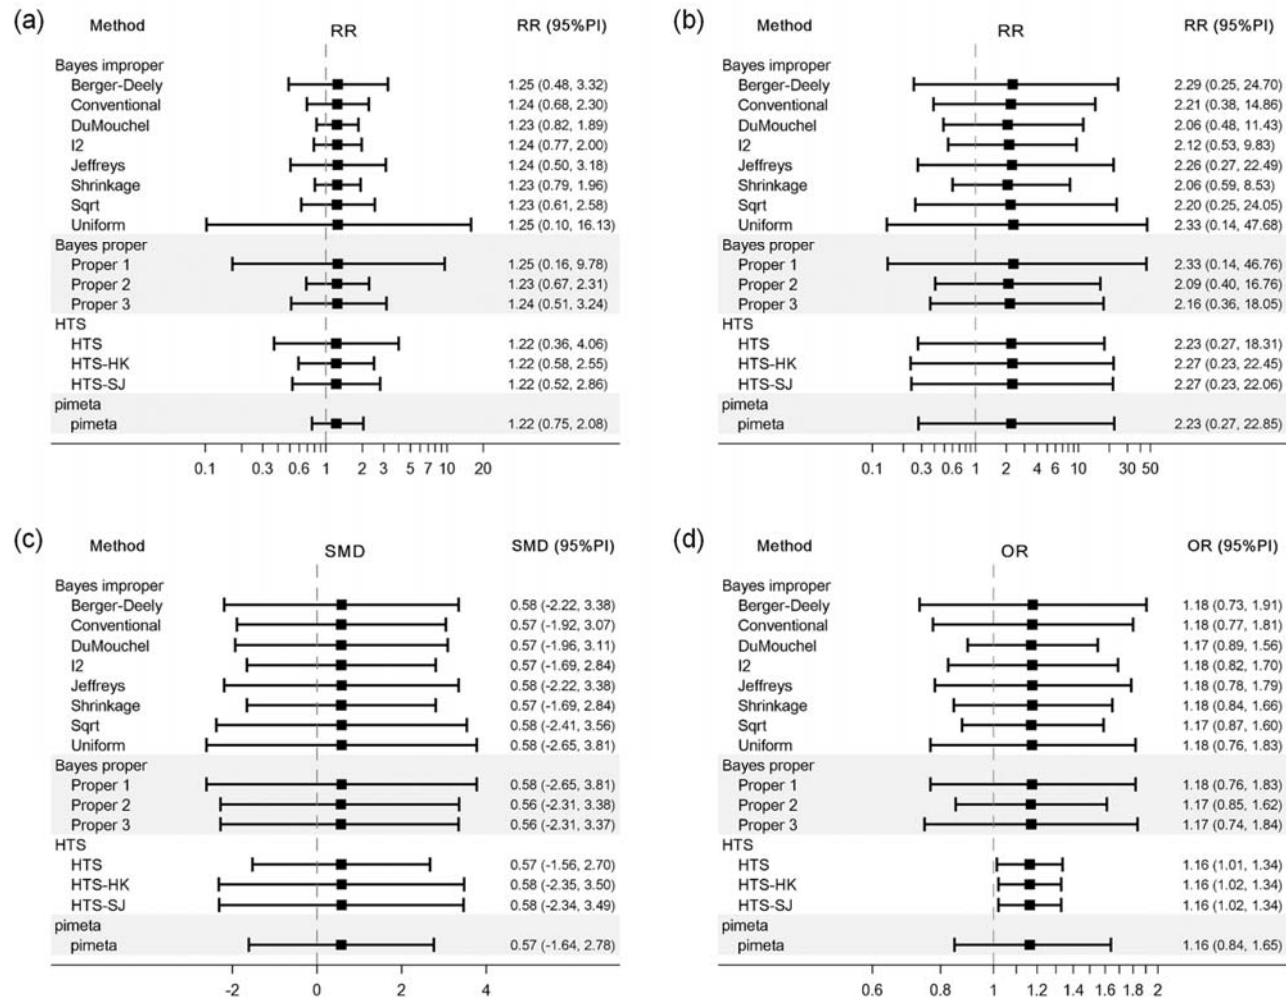 (a) Method RR RR (95%PI)
Bayes improper
Berger-Deely 1.25 (0.48, 3.32)
Conventional 1.24 (0.68, 2.30)
DuMouchel 1.23 (0.82, 1.89)
I2 1.24 (0.77, 2.00)
Jeffreys 1.24 (0.50, 3.18)
Shrinkage 1.23 (0.79, 1.96)
Sqrt 1.23 (0.61, 2.58)
Uniform 1.25 (0.10, 16.13)
Bayes proper
Proper 1 1.25 (0.16, 9.78)
Proper 2 1.23 (0.67, 2.31)
Proper 3 1.24 (0.51, 3.24)
HTS
HTS 1.22 (0.36, 4.06)
HTS-HK 1.22 (0.58, 2.55)
HTS-SJ 1.22 (0.52, 2.86)
pimeta
pimeta 1.22 (0.75, 2.08)
0.1 0.3 0.6 1 2 3 5 7 10 20
(b) Method RR RR (95%PI)
Bayes improper
Berger-Deely 2.29 (0.25, 24.70)
Conventional 2.21 (0.38, 14.86)
DuMouchel 2.06 (0.48, 11.43)
I2 2.12 (0.53, 9.83)
Jeffreys 2.26 (0.27, 22.49)
Shrinkage 2.06 (0.59, 8.53)
Sqrt 2.20 (0.25, 24.05)
Uniform 2.33 (0.14, 47.68)
Bayes proper
Proper 1 2.33 (0.14, 46.76)
Proper 2 2.09 (0.40, 16.76)
Proper 3 2.16 (0.36, 18.05)
HTS
HTS 2.23 (0.27, 18.31)
HTS-HK 2.27 (0.23, 22.45)
HTS-SJ 2.27 (0.23, 22.06)
pimeta
pimeta 2.23 (0.27, 22.85)
0.1 0.3 0.6 1 2 4 6 10 30 50
(c) Method SMD SMD (95%PI)
Bayes improper
Berger-Deely 0.58 (-2.22, 3.38)
Conventional 0.57 (-1.92, 3.07)
DuMouchel 0.57 (-1.96, 3.11)
I2 0.57 (-1.69, 2.84)
Jeffreys 0.58 (-2.22, 3.38)
Shrinkage 0.57 (-1.69, 2.84)
Sqrt 0.58 (-2.41, 3.56)
Uniform 0.58 (-2.65, 3.81)
Bayes proper
Proper 1 0.58 (-2.65, 3.81)
Proper 2 0.56 (-2.31, 3.38)
Proper 3 0.56 (-2.31, 3.37)
HTS
HTS 0.57 (-1.56, 2.70)
HTS-HK 0.58 (-2.35, 3.50)
HTS-SJ 0.58 (-2.34, 3.49)
pimeta
pimeta 0.57 (-1.64, 2.78)
-2 0 2 4
(d) Method OR OR (95%PI)
Bayes improper
Berger-Deely 1.18 (0.73, 1.91)
Conventional 1.18 (0.77, 1.81)
DuMouchel 1.17 (0.89, 1.56)
I2 1.18 (0.82, 1.70)
Jeffreys 1.18 (0.78, 1.79)
Shrinkage 1.18 (0.84, 1.66)
Sqrt 1.17 (0.87, 1.60)
Uniform 1.18 (0.76, 1.83)
Bayes proper
Proper 1 1.18 (0.76, 1.83)
Proper 2 1.17 (0.85, 1.62)
Proper 3 1.17 (0.74, 1.84)
HTS
HTS 1.16 (1.01, 1.34)
HTS-HK 1.16 (1.02, 1.34)
HTS-SJ 1.16 (1.02, 1.34)
pimeta
pimeta 1.16 (0.84, 1.65)
0.6 0.8 1 1.2 1.4 1.6 1.8 2